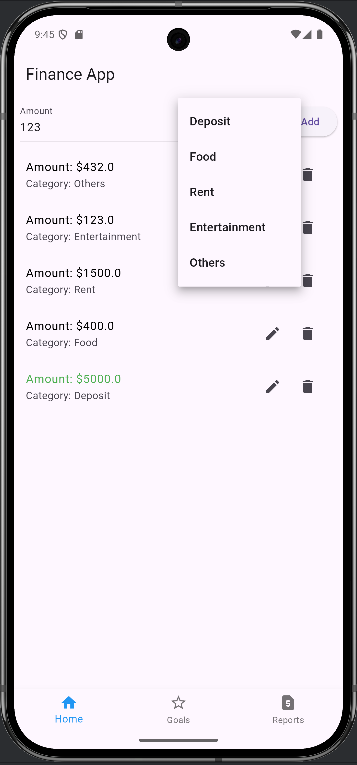 9:45
Finance App
Amount
123
Add
Deposit
Food
Rent
Entertainment
Others
Amount: $432.0
Category: Others
Amount: $123.0
Category: Entertainment
Amount: $1500.0
Category: Rent
Amount: $400.0
Category: Food
Amount: $5000.0
Category: Deposit
Home
Goals
Reports